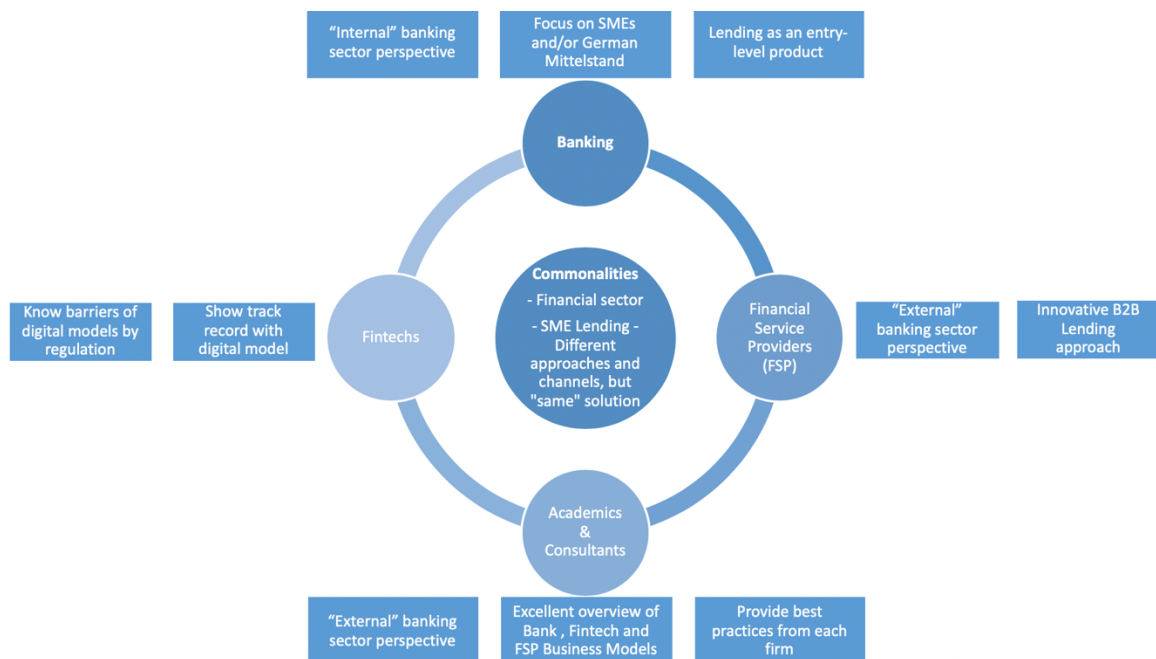 “Internal” banking
sector perspective
Focus on SMEs
and/or German
Mittelstand
Lending as an entry-
level product
Banking
Commonalities
- Financial sector
- SME Lending -
Different
approaches and
channels, but
"same" solution
Know barriers of
digital models by
regulation
Show track
record with
digital model
Fintechs
Financial
Service
Providers
(FSP)
“External”
banking sector
perspective
Innovative B2B
Lending
approach
Academics
&
Consultants
“External” banking
sector perspective
Excellent overview of
Bank , Fintech and
FSP Business Models
Provide best
practices from each
firm